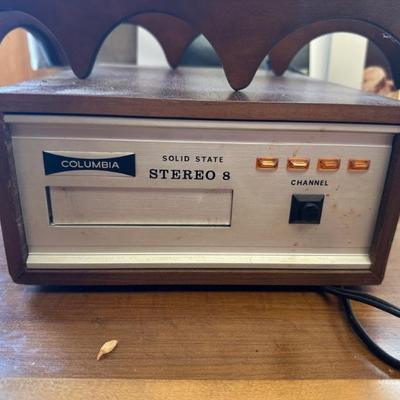 COLUMBIA
SOLID STATE
STEREO 8
CHANNEL